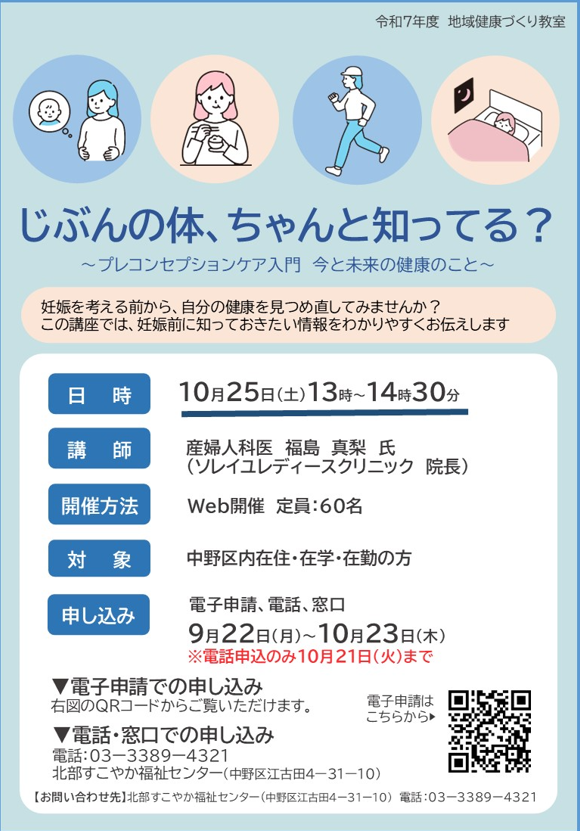 令和7年度 地域健康づくり教室
じぶんの体、ちゃんと知ってる？
～プレコンセプションケア入門 今と未来の健康のこと～
妊娠を考える前から、自分の健康を見つめ直してみませんか？
この講座では、妊娠前に知っておきたい情報をわかりやすくお伝えします
日 時
10月25日（土）13時～14時30分
講 師
産婦人科医 福島 真梨 氏
（ソレイユレディースクリニック 院長）
開催方法
Web開催 定員：60名
対 象
中野区内在住・在学・在勤の方
申し込み
電子申請、電話、窓口
9月22日（月）～10月23日（木）
※電話申込のみ10月21日（火）まで
▼電子申請での申し込み
右図のQRコードからご覧いただけます。
電子申請は
こちらから▶
▼電話・窓口での申し込み
電話：03－3389－4321
北部すこやか福祉センター（中野区江古田4－31－10）
【お問い合わせ先】北部すこやか福祉センター（中野区江古田4－31－10） 電話：03－3389－4321